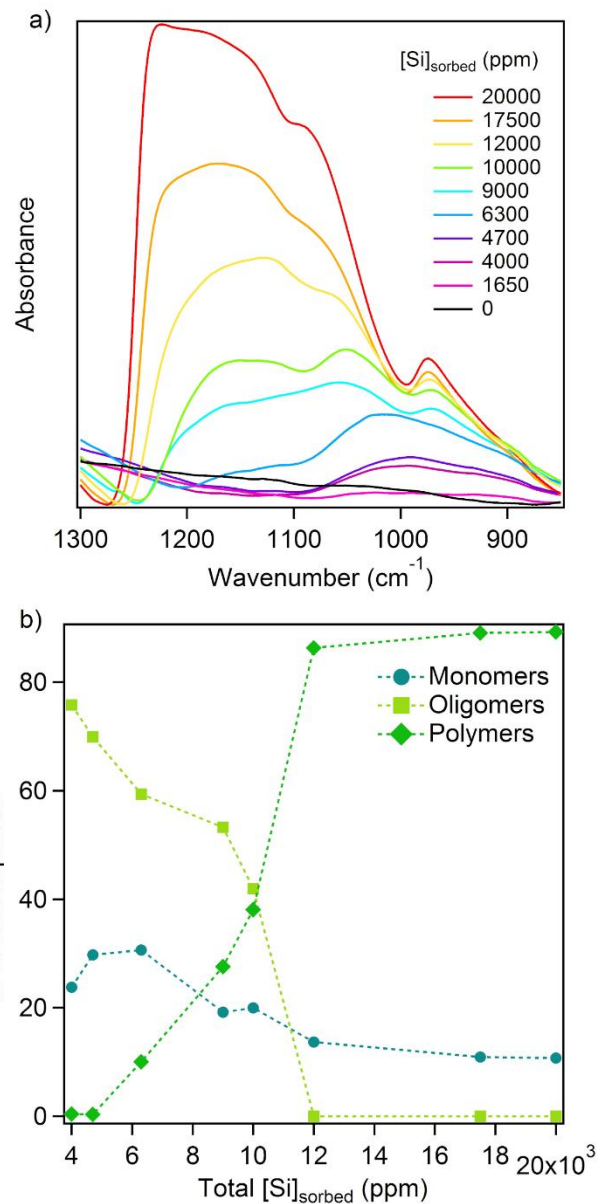 a)
[Si]sorbed (ppm)
20000
17500
12000
10000
9000
6300
4700
4000
1650
0
Absorbance
1300 1200 1100 1000 900
Wavenumber (cm-1)
b)
80
60
40
20
0
Monomers
Oligomers
Polymers
4 6 8 10 12 14 16 18 20x10³
Total [Si]sorbed (ppm)